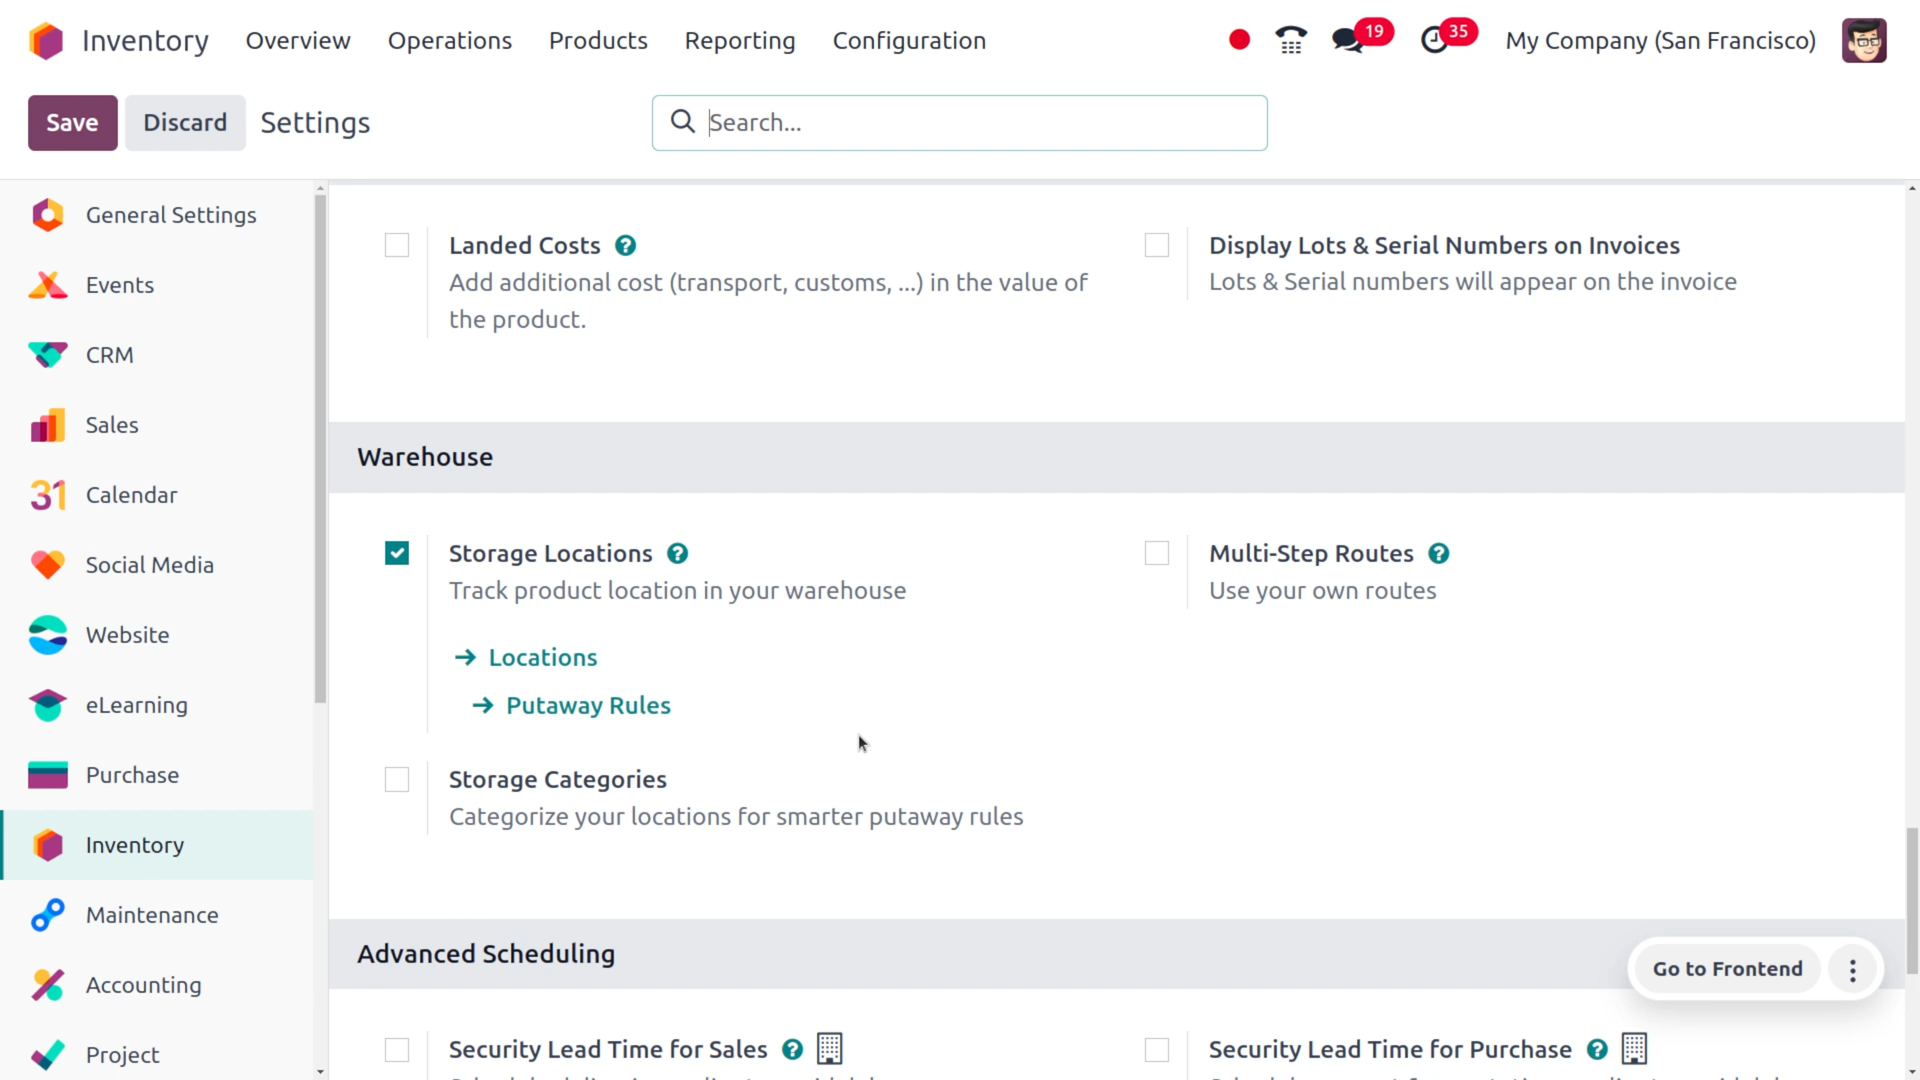 Inventory Overview Operations Products Reporting Configuration 19 35 My Company (San Francisco)
Save Discard Settings Search...
General Settings
Events
CRM
Sales
31 Calendar
Social Media
Website
eLearning
Purchase
Inventory
Maintenance
Accounting
Project
Landed Costs ?
Add additional cost (transport, customs, ...) in the value of
the product.
Display Lots & Serial Numbers on Invoices
Lots & Serial numbers will appear on the invoice
Warehouse
Storage Locations ?
Track product location in your warehouse
→ Locations
→ Putaway Rules
Multi-Step Routes ?
Use your own routes
Storage Categories
Categorize your locations for smarter putaway rules
Advanced Scheduling
Go to Frontend
Security Lead Time for Sales ?
Security Lead Time for Purchase ?